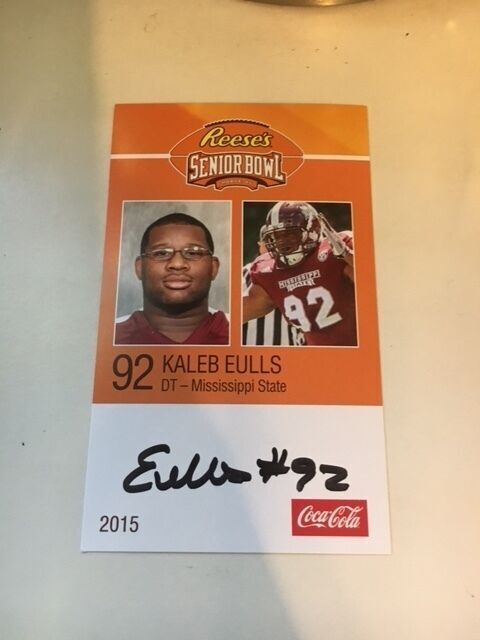 Reese's
SENIOR BOWL
MISSISSIPPI
STATE
92
92 KALEB EULLS
DT – Mississippi State
Eulls #92
2015
Coca-Cola